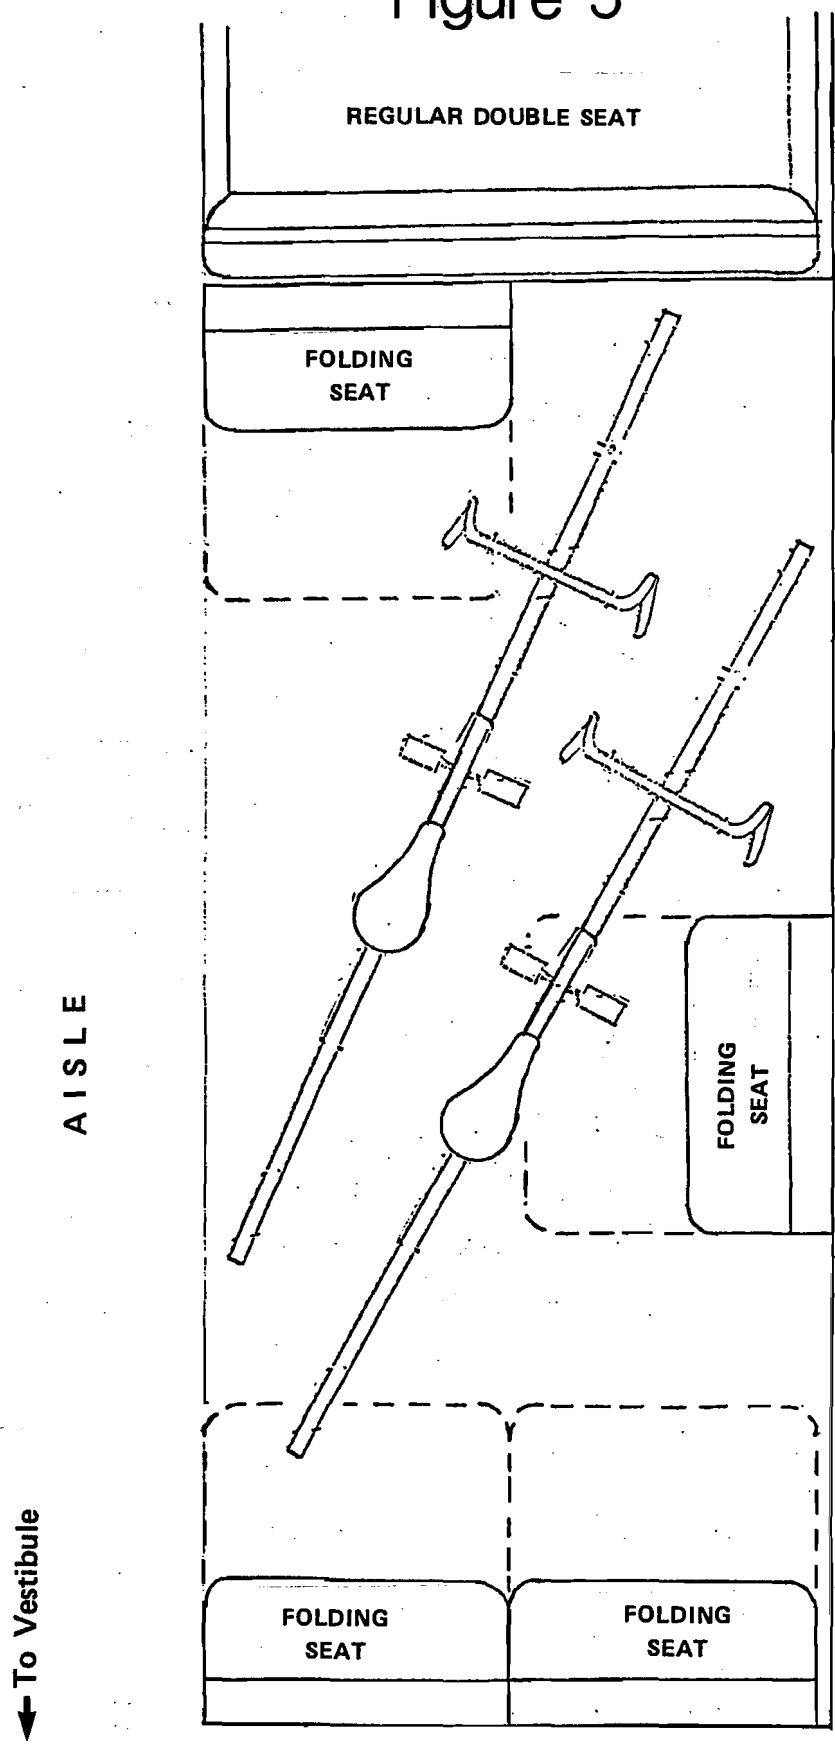 Figure 5
REGULAR DOUBLE SEAT
FOLDING
SEAT
AISLE
FOLDING
SEAT
To Vestibule
FOLDING
SEAT
FOLDING
SEAT